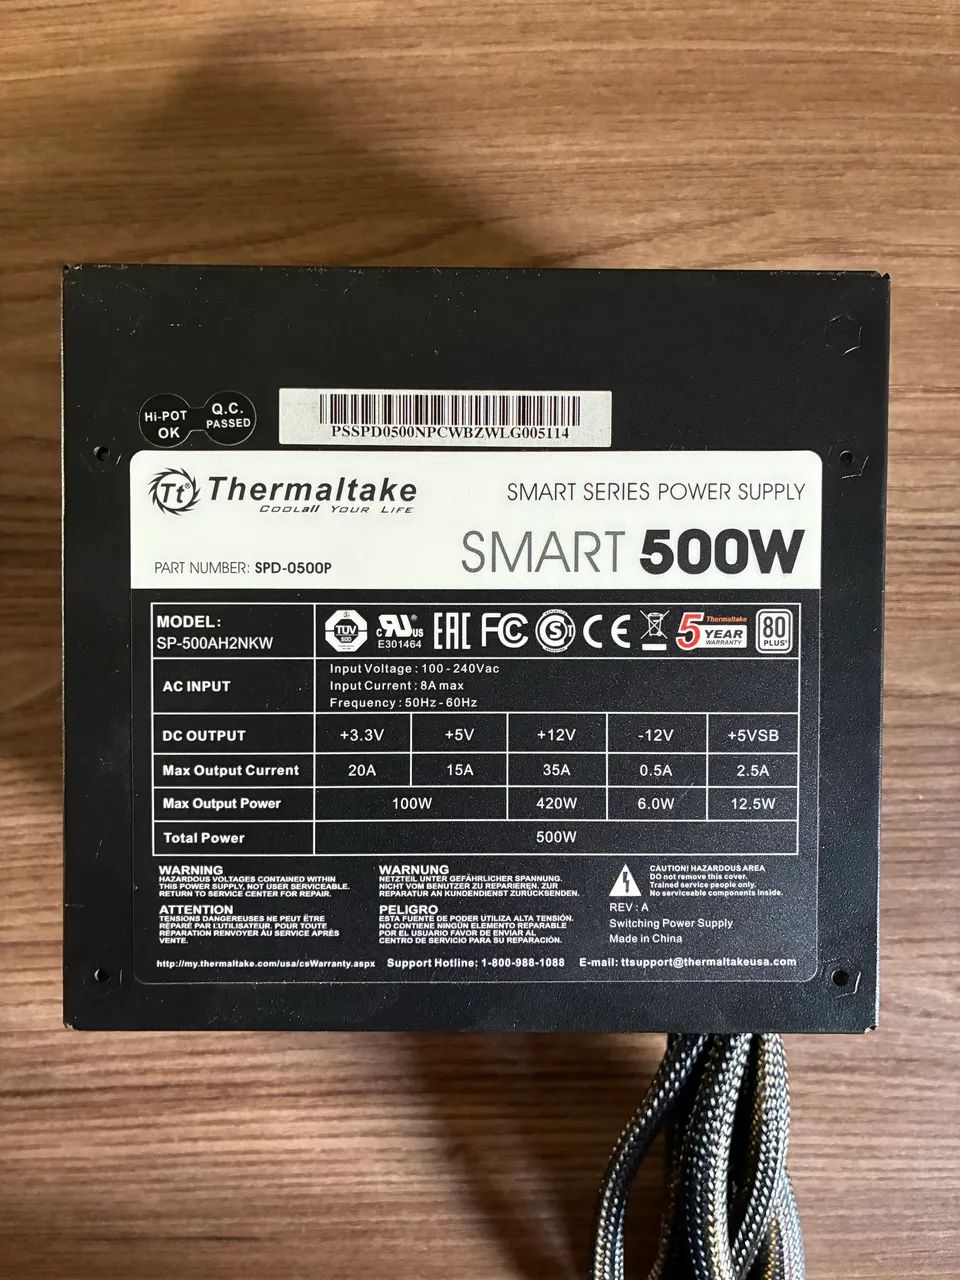 Hi-POT OK
Q.C. PASSED
PSSPD0500NPCWBZWLG005114
Tt® Thermaltake
COOLall YOUR LIFE
SMART SERIES POWER SUPPLY
SMART 500W
PART NUMBER: SPD-0500P
MODEL:
SP-500AH2NKW
TÜV SÜD
c RU® US
E301464
EAC
FC
CE
Thermaltake
5 YEAR
WARRANTY
80 PLUS®
AC INPUT
Input Voltage : 100 - 240Vac
Input Current : 8A max
Frequency : 50Hz - 60Hz
DC OUTPUT +3.3V +5V +12V -12V +5VSB
Max Output Current 20A 15A 35A 0.5A 2.5A
Max Output Power 100W 420W 6.0W 12.5W
Total Power 500W
WARNING
HAZARDOUS VOLTAGES CONTAINED WITHIN
THIS POWER SUPPLY, NOT USER SERVICEABLE.
RETURN TO SERVICE CENTER FOR REPAIR.
WARNUNG
NETZTEIL UNTER GEFÄHRLICHER SPANNUNG.
NICHT VOM BENUTZER ZU REPARIEREN. ZUR
REPARATUR AN KUNDENDIENST ZURÜCKSENDEN.
CAUTION! HAZARDOUS AREA
DO not remove this cover.
Trained service people only.
No serviceable components inside.
ATTENTION
TENSIONS DANGEREUSES NE PEUT ÊTRE
RÉPARÉ PAR L'UTILISATEUR. POUR TOUTE
RÉPARATION RENVOYER AU SERVICE APRÉS
VENTE.
PELIGRO
ESTA FUENTE DE PODER UTILIZA ALTA TENSIÓN.
NO CONTIENE NINGÚN ELEMENTO REPARABLE
POR EL USUARIO FAVOR DE ENVIAR AL
CENTRO DE SERVICIO PARA SU REPARACIÓN.
REV : A
Switching Power Supply
Made in China
http://my.thermaltake.com/usa/csWarranty.aspx Support Hotline: 1-800-988-1088 E-mail: ttsupport@thermaltakeusa.com